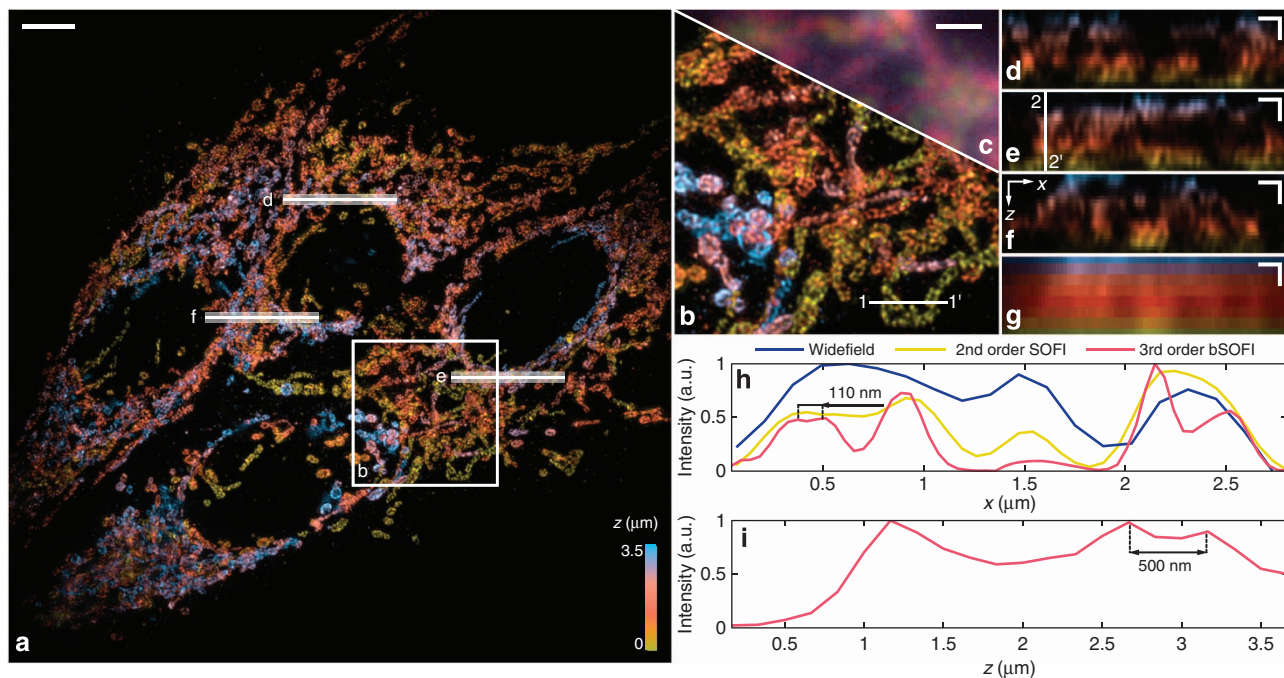 d
f
e
b
z (μm)
3.5
0
a
c
1 1'
b
d
2
e
2'
x
z
f
g
Widefield 2nd order SOFI 3rd order bSOFI
h
Intensity (a.u.)
1
0.5
0
110 nm
0.5 1 1.5 2 2.5
x (μm)
i
Intensity (a.u.)
1
0.5
0
500 nm
0.5 1 1.5 2 2.5 3 3.5
z (μm)